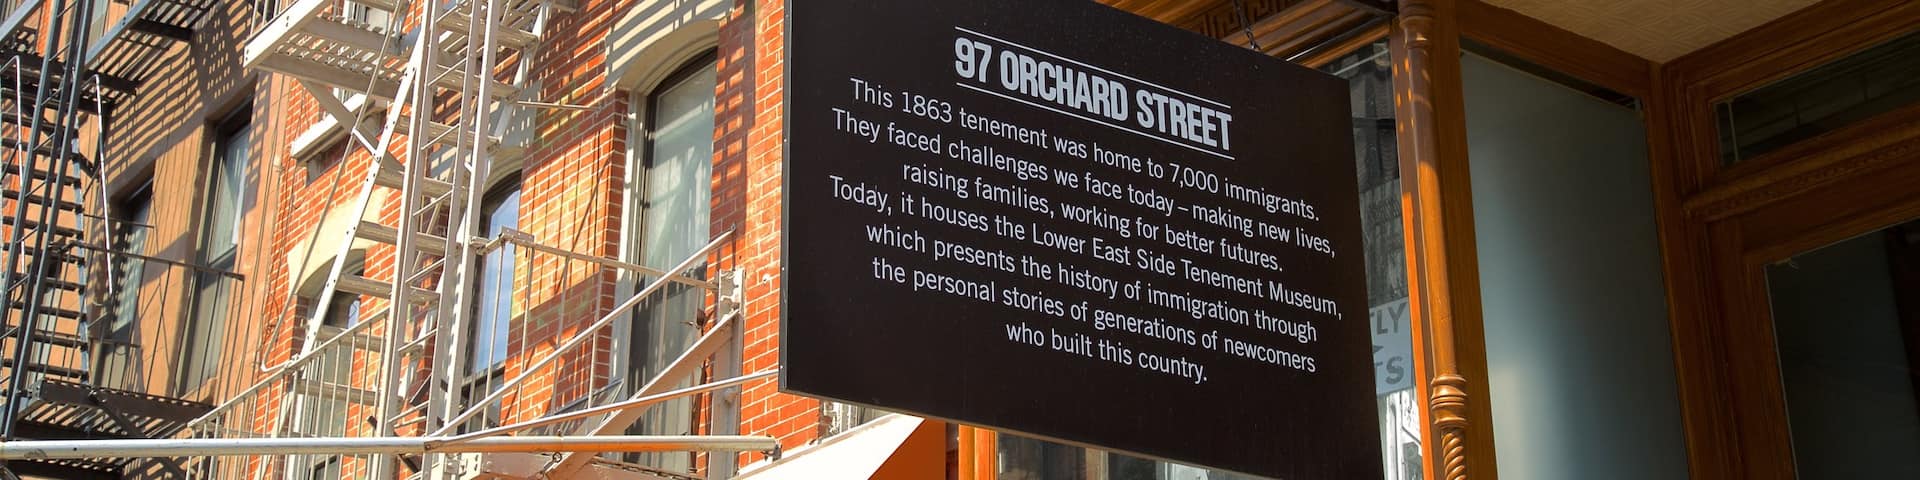 97 ORCHARD STREET
This 1863 tenement was home to 7,000 immigrants.
They faced challenges we face today – making new lives,
raising families, working for better futures.
Today, it houses the Lower East Side Tenement Museum,
which presents the history of immigration through
the personal stories of generations of newcomers
who built this country.